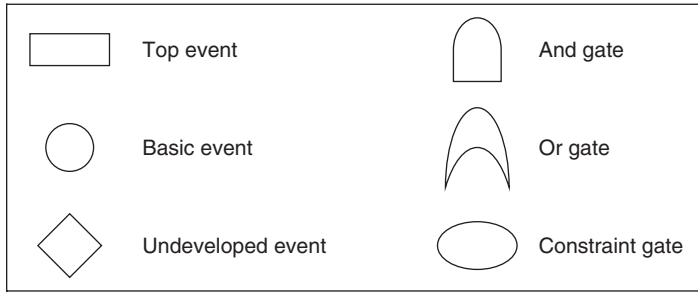 Top event
And gate
Basic event
Or gate
Undeveloped event
Constraint gate